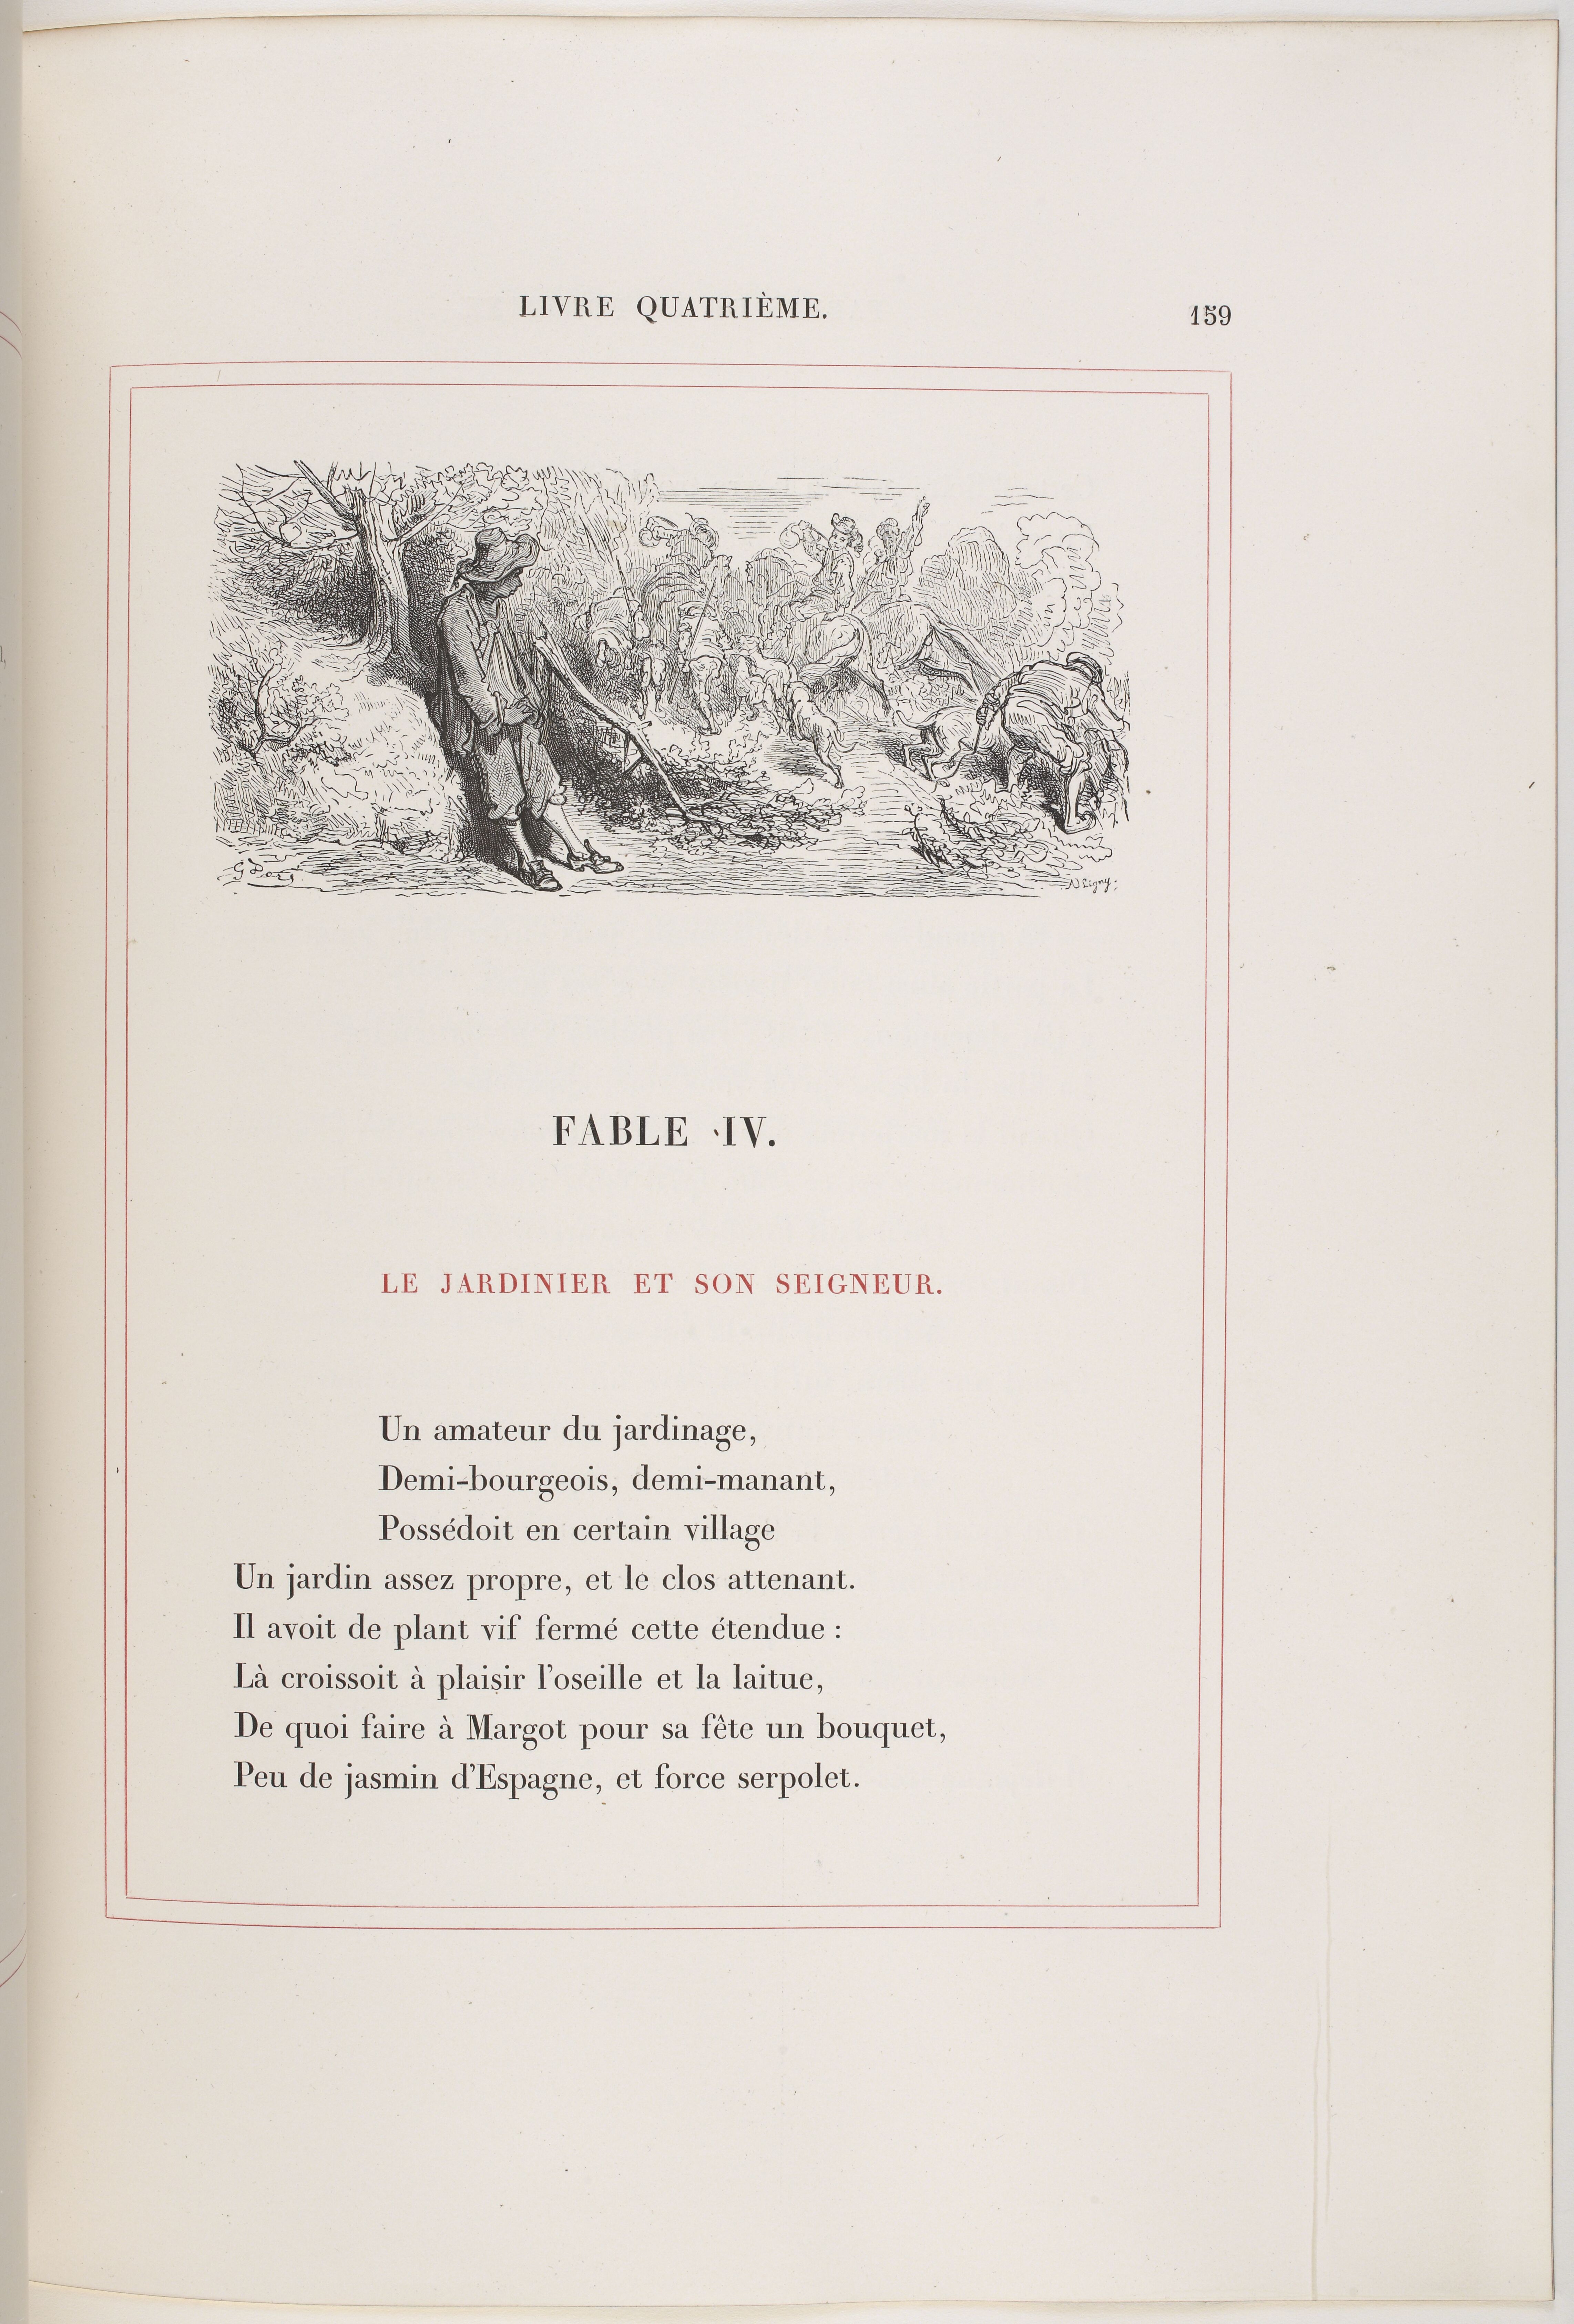 LIVRE QUATRIÈME.
159
G Doré
FABLE IV.
LE JARDINIER ET SON SEIGNEUR.
Un amateur du jardinage,
Demi-bourgeois, demi-manant,
Possédoit en certain village
Un jardin assez propre, et le clos attenant.
Il avoit de plant vif fermé cette étendue :
Là croissoit à plaisir l'oseille et la laitue,
De quoi faire à Margot pour sa fête un bouquet,
Peu de jasmin d'Espagne, et force serpolet.